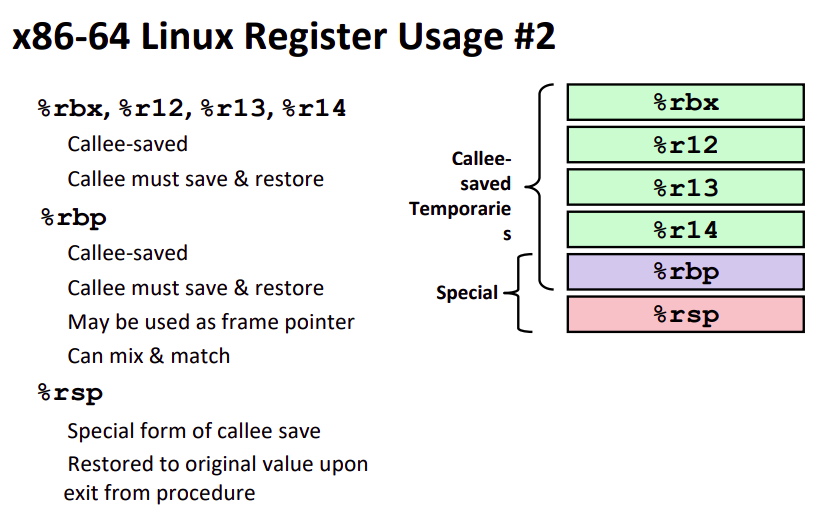 x86-64 Linux Register Usage #2
%rbx, %r12, %r13, %r14
Callee-saved
Callee must save & restore
%rbp
Callee-saved
Callee must save & restore
May be used as frame pointer
Can mix & match
%rsp
Special form of callee save
Restored to original value upon
exit from procedure
Callee-
saved
Temporarie
s
Special
%rbx
%r12
%r13
%r14
%rbp
%rsp